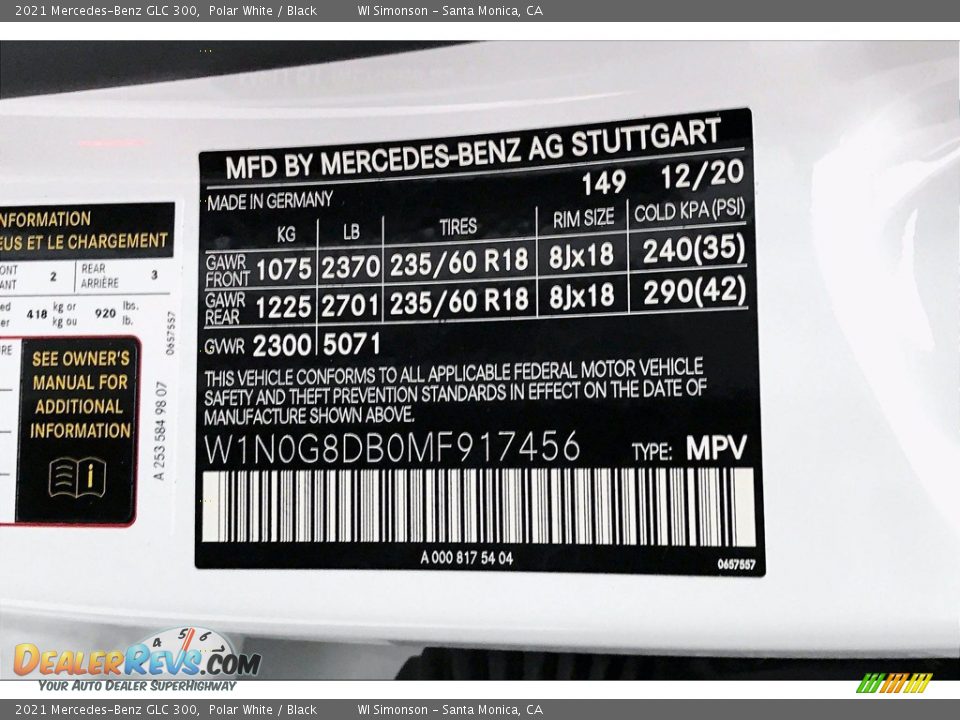 2021 Mercedes-Benz GLC 300, Polar White / Black WI Simonson - Santa Monica, CA
MFD BY MERCEDES-BENZ AG STUTTGART
149 12/20
MADE IN GERMANY
KG LB TIRES RIM SIZE COLD KPA (PSI)
GAWR FRONT 1075 2370 235/60 R18 8Jx18 240(35)
GAWR REAR 1225 2701 235/60 R18 8Jx18 290(42)
GVWR 2300 5071
THIS VEHICLE CONFORMS TO ALL APPLICABLE FEDERAL MOTOR VEHICLE
SAFETY AND THEFT PREVENTION STANDARDS IN EFFECT ON THE DATE OF
MANUFACTURE SHOWN ABOVE.
W1N0G8DB0MF917456 TYPE: MPV
A 000 817 54 04
0657557
NFORMATION
EUS ET LE CHARGEMENT
ONT
ANT
2
REAR
ARRIÈRE
3
418 kg or
kg ou
920 lbs.
lb.
SEE OWNER'S
MANUAL FOR
ADDITIONAL
INFORMATION
0657557
A 253 584 98 07
4 5 6
DEALERREVS.COM
YOUR AUTO DEALER SUPERHIGHWAY
2021 Mercedes-Benz GLC 300, Polar White / Black WI Simonson - Santa Monica, CA